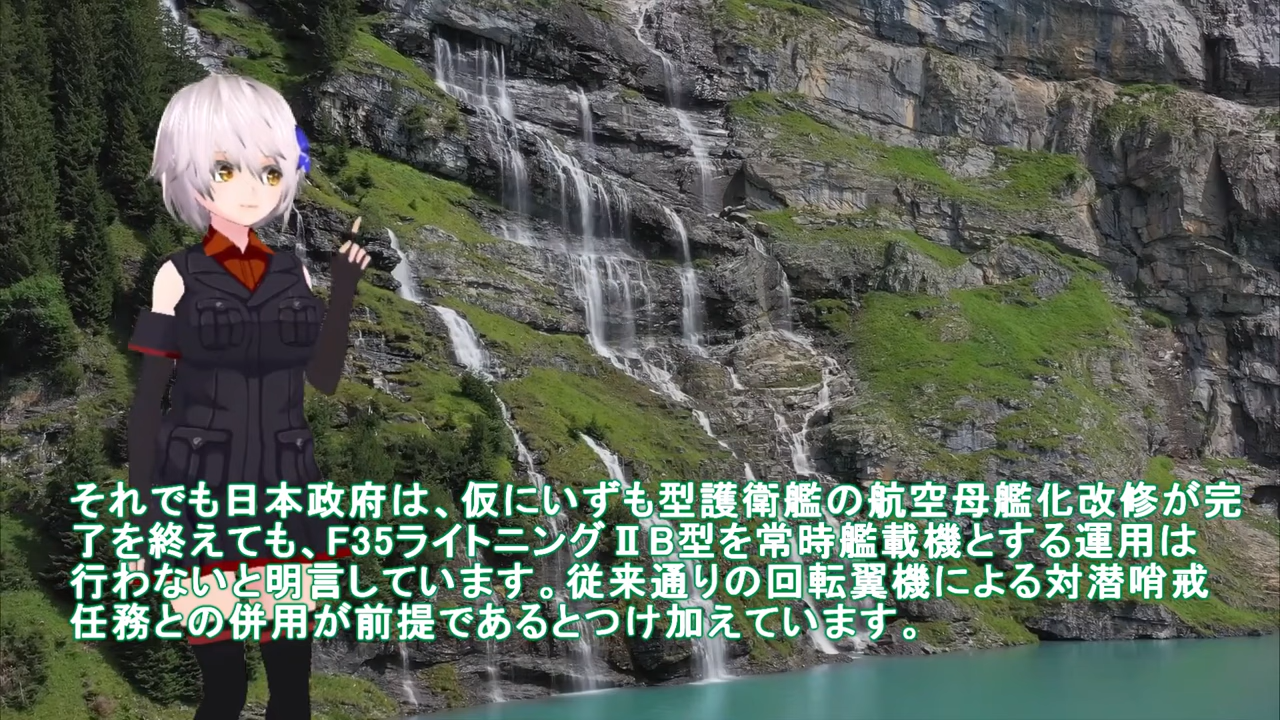 それでも日本政府は、仮にいずも型護衛艦の航空母艦化改修が完
了を終えても、F35ライトニングⅡB型を常時艦載機とする運用は
行わないと明言しています。従来通りの回転翼機による対潜哨戒
任務との併用が前提であるとつけ加えています。